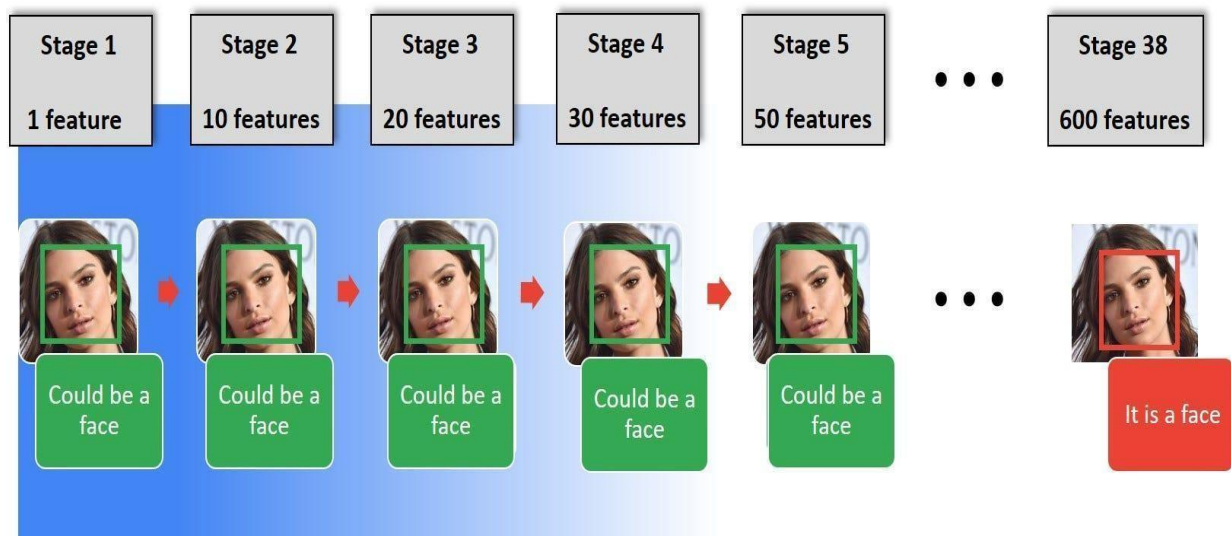 Stage 1
1 feature
Stage 2
10 features
Stage 3
20 features
Stage 4
30 features
Stage 5
50 features
Stage 38
600 features
Could be a
face
Could be a
face
Could be a
face
Could be a
face
Could be a
face
It is a face